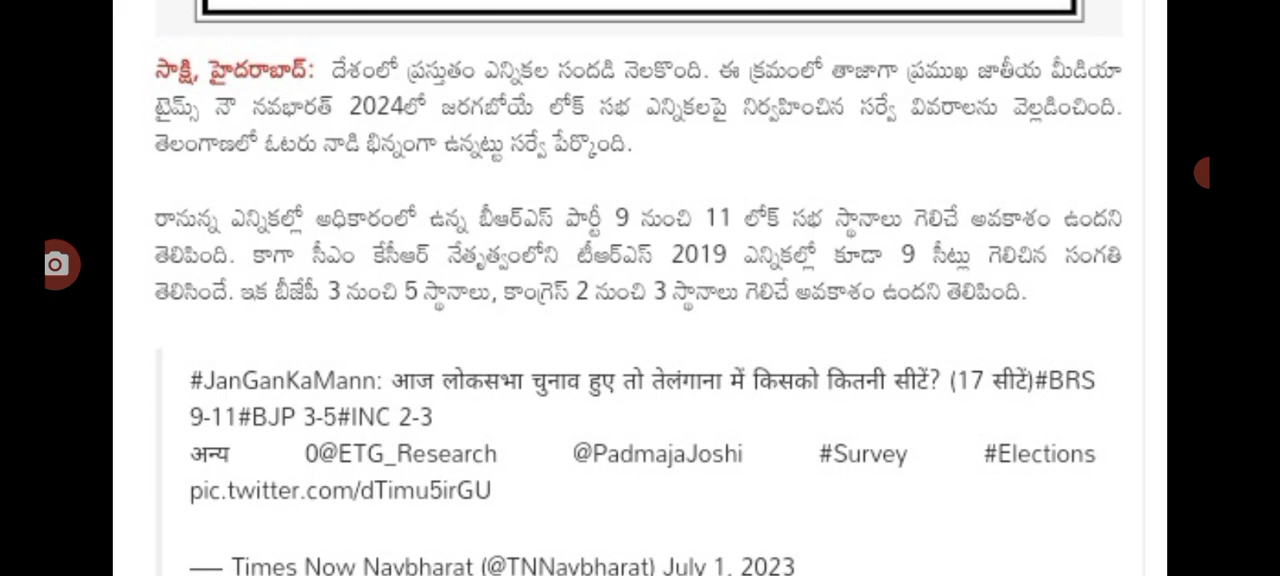 సాక్షి, హైదరాబాద్: దేశంలో ప్రస్తుతం ఎన్నికల సందడి నెలకొంది. ఈ క్రమంలో తాజాగా ప్రముఖ జాతీయ మీడియా
టైమ్స్ నౌ నవభారత్ 2024లో జరగబోయే లోక్ సభ ఎన్నికలపై నిర్వహించిన సర్వే వివరాలను వెల్లడించింది.
తెలంగాణలో ఓటరు నాడి భిన్నంగా ఉన్నట్టు సర్వే పేర్కొంది.
రానున్న ఎన్నికల్లో అధికారంలో ఉన్న బీఆర్ఎస్ పార్టీ 9 నుంచి 11 లోక్ సభ స్థానాలు గెలిచే అవకాశం ఉందని
తెలిపింది. కాగా సీఎం కేసీఆర్ నేతృత్వంలోని టీఆర్ఎస్ 2019 ఎన్నికల్లో కూడా 9 సీట్లు గెలిచిన సంగతి
తెలిసిందే. ఇక బీజేపీ 3 నుంచి 5 స్థానాలు, కాంగ్రెస్ 2 నుంచి 3 స్థానాలు గెలిచే అవకాశం ఉందని తెలిపింది.
#JanGanKaMann: आज लोकसभा चुनाव हुए तो तेलंगाना में किसको कितनी सीटें? (17 सीटें)#BRS
9-11#BJP 3-5#INC 2-3
अन्य 0@ETG_Research @PadmajaJoshi #Survey #Elections
pic.twitter.com/dTimu5irGU
— Times Now Navbharat (@TNNavbharat) July 1, 2023